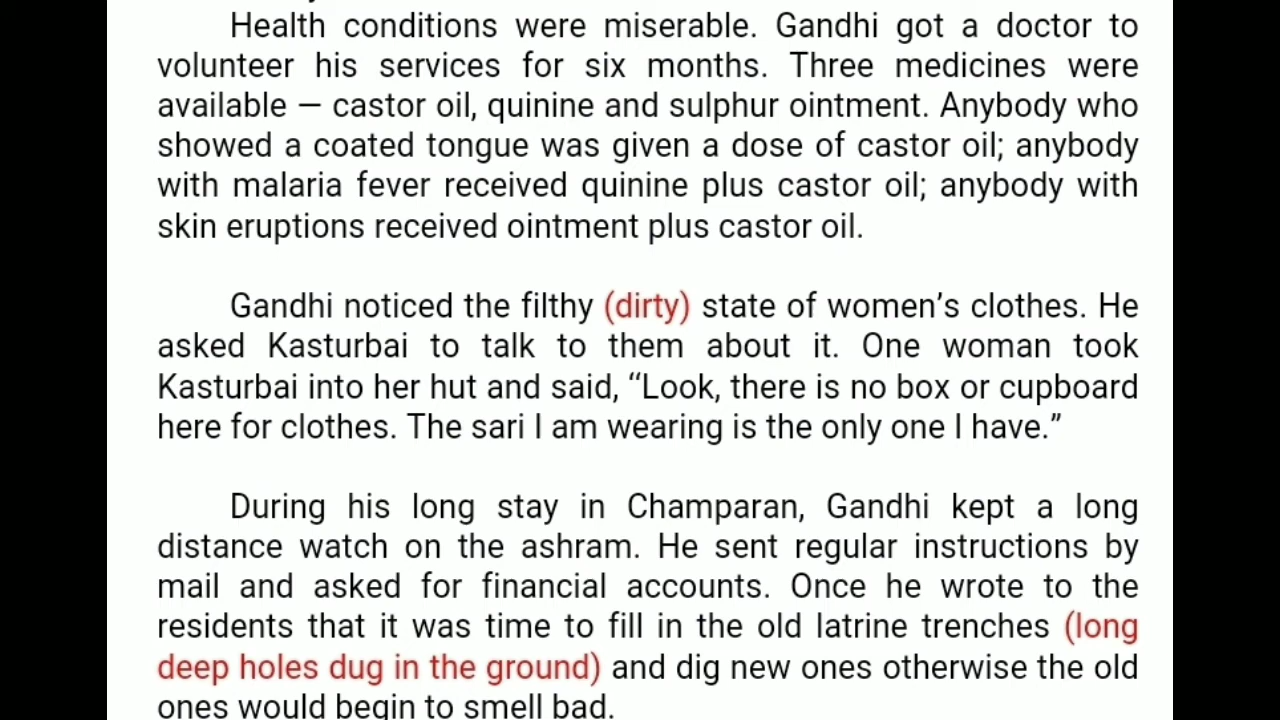 Health conditions were miserable. Gandhi got a doctor to
volunteer his services for six months. Three medicines were
available — castor oil, quinine and sulphur ointment. Anybody who
showed a coated tongue was given a dose of castor oil; anybody
with malaria fever received quinine plus castor oil; anybody with
skin eruptions received ointment plus castor oil.
Gandhi noticed the filthy (dirty) state of women’s clothes. He
asked Kasturbai to talk to them about it. One woman took
Kasturbai into her hut and said, “Look, there is no box or cupboard
here for clothes. The sari I am wearing is the only one I have.”
During his long stay in Champaran, Gandhi kept a long
distance watch on the ashram. He sent regular instructions by
mail and asked for financial accounts. Once he wrote to the
residents that it was time to fill in the old latrine trenches (long
deep holes dug in the ground) and dig new ones otherwise the old
ones would begin to smell bad.